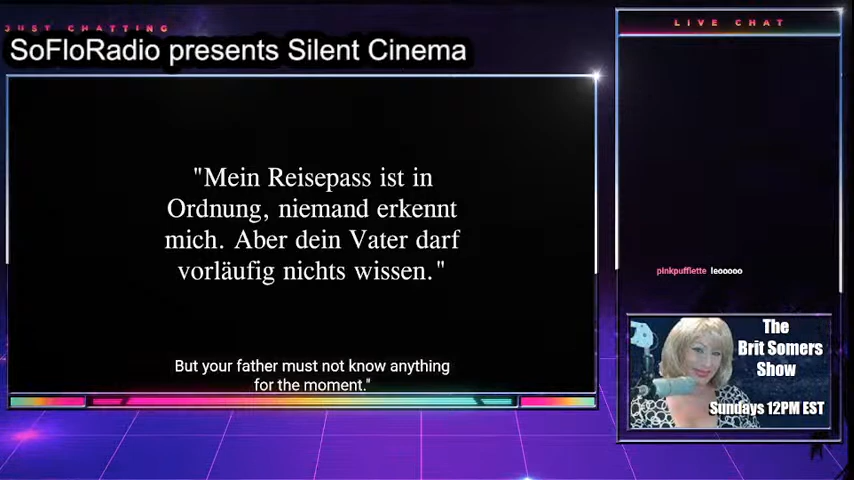 JUST CHATTING
SoFloRadio presents Silent Cinema
"Mein Reisepass ist in
Ordnung, niemand erkennt
mich. Aber dein Vater darf
vorläufig nichts wissen."
But your father must not know anything
for the moment."
LIVE CHAT
pinkpufflette leooooo
The
Brit Somers
Show
Sundays 12PM EST